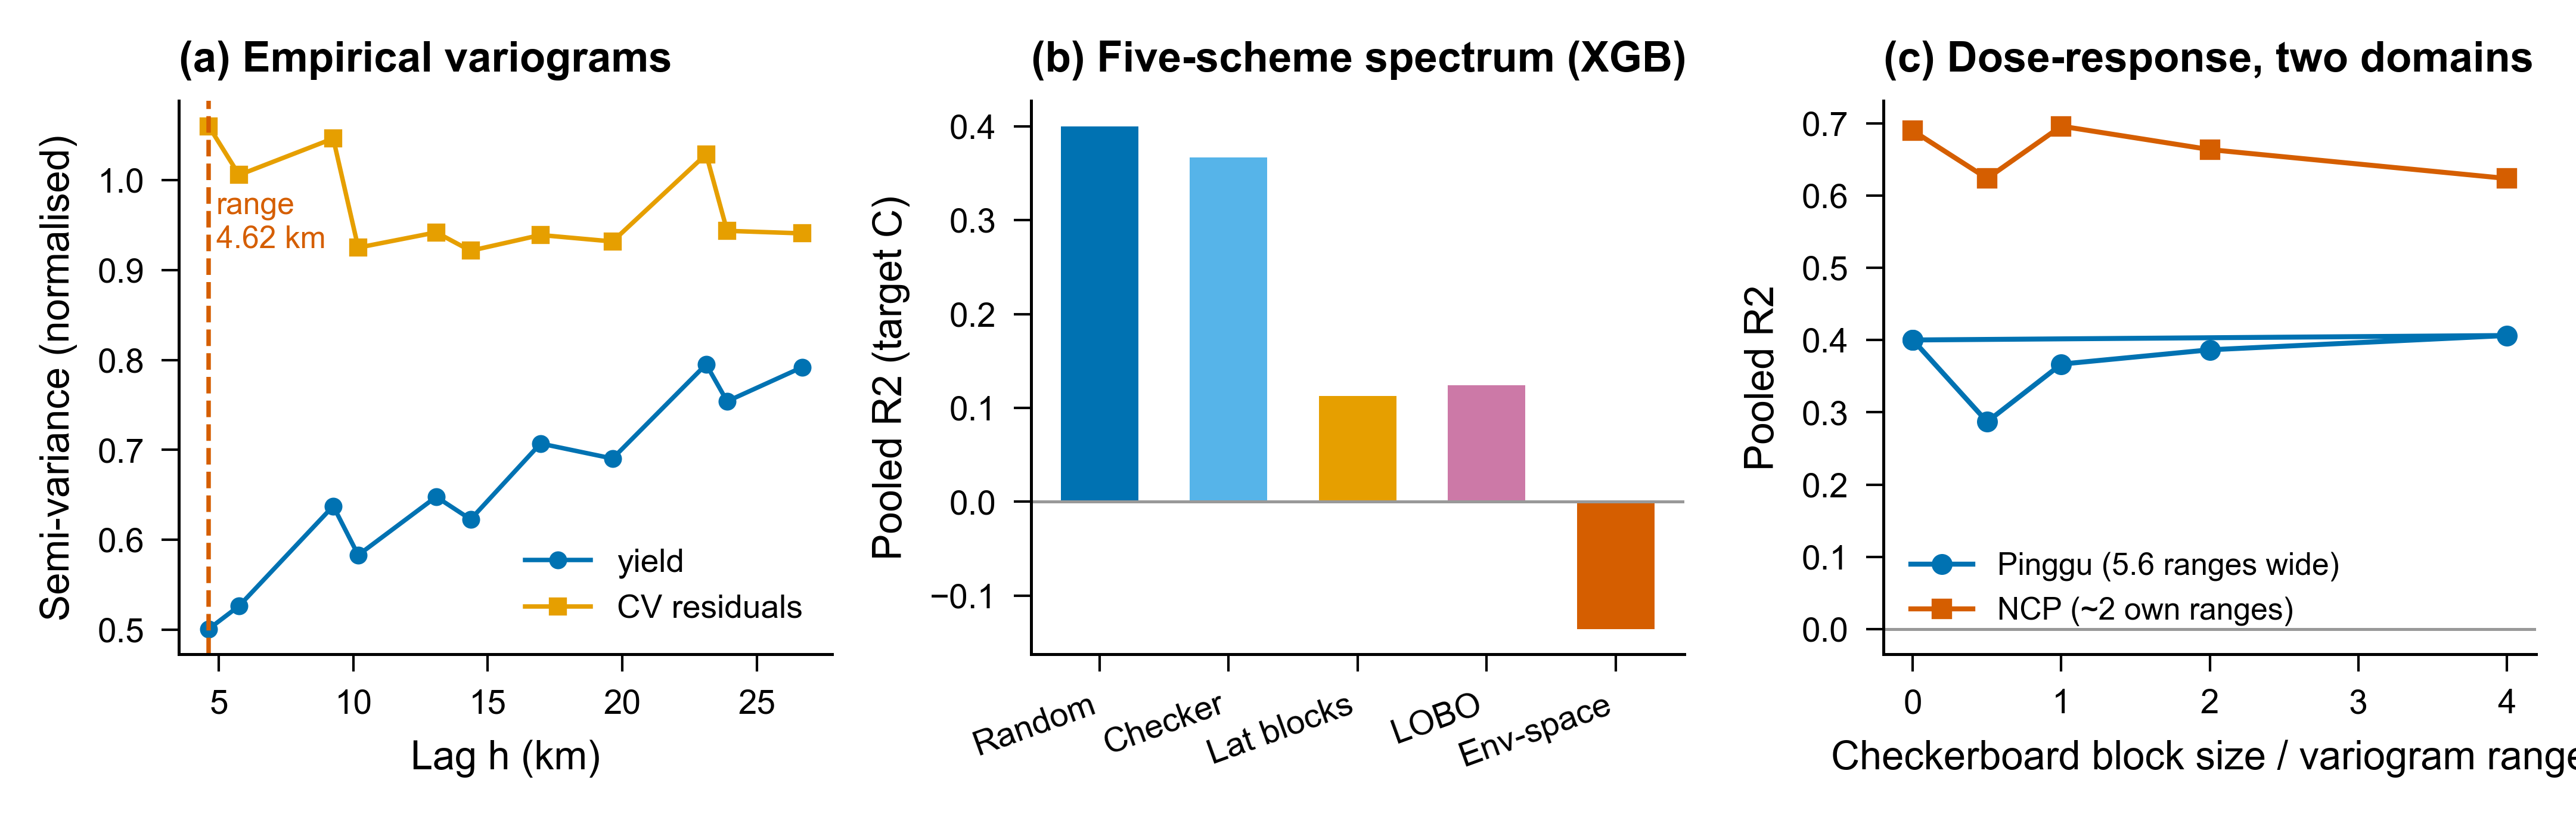 (a) Empirical variograms
Semi-variance (normalised)
1.0
0.9
0.8
0.7
0.6
0.5
range
4.62 km
yield
CV residuals
5 10 15 20 25
Lag h (km)
(b) Five-scheme spectrum (XGB)
Pooled R2 (target C)
0.4
0.3
0.2
0.1
0.0
−0.1
Random Checker Lat blocks LOBO Env-space
(c) Dose-response, two domains
Pooled R2
0.7
0.6
0.5
0.4
0.3
0.2
0.1
0.0
Pinggu (5.6 ranges wide)
NCP (~2 own ranges)
0 1 2 3 4
Checkerboard block size / variogram range